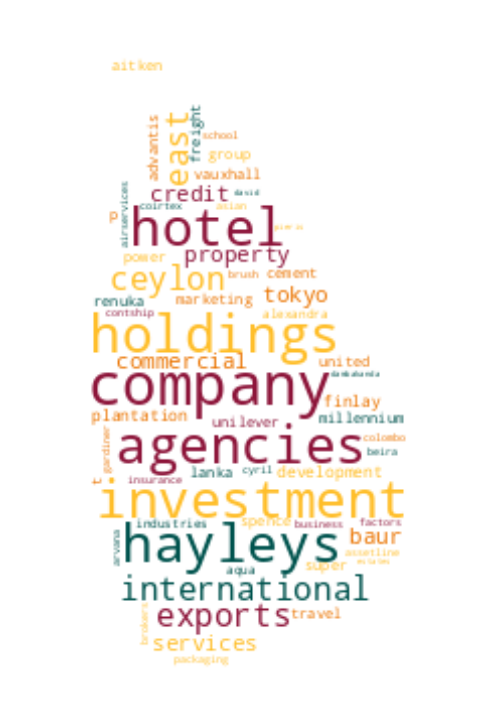 aitken
advantis
east
freight
school
group
vauxhall
airservices
credit
david
coirtex
asian
p
hotel
power
property
ceylon
brush
cement
renuka
marketing
tokyo
contship
alexandra
holdings
commercial
united
company
finlay
plantation
unilever
millennium
gardiner
agencies
colombo
beira
lanka
cyril
development
t
insurance
investment
industries
spence
business
factors
arvana
hayleys
baur
assetline
estates
aqua
super
international
brokers
exports
travel
services
packaging